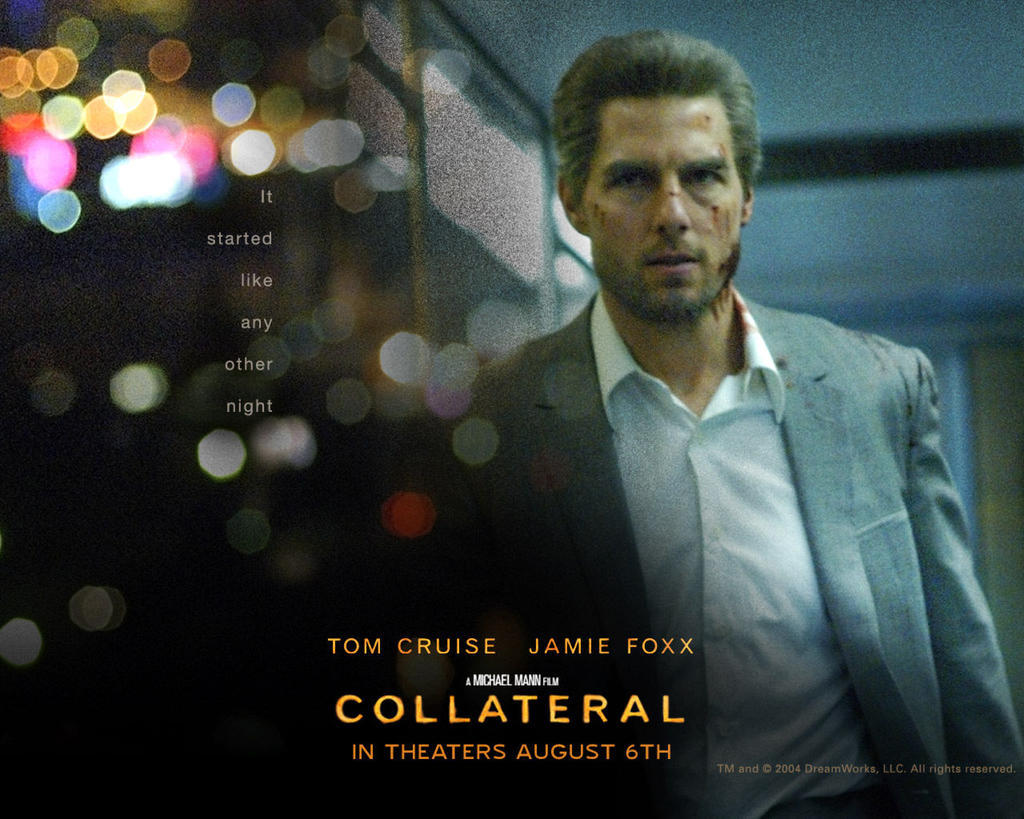 It
started
like
any
other
night
TOM CRUISE JAMIE FOXX
A MICHAEL MANN FILM
COLLATERAL
IN THEATERS AUGUST 6TH
TM and © 2004 DreamWorks, LLC. All rights reserved.